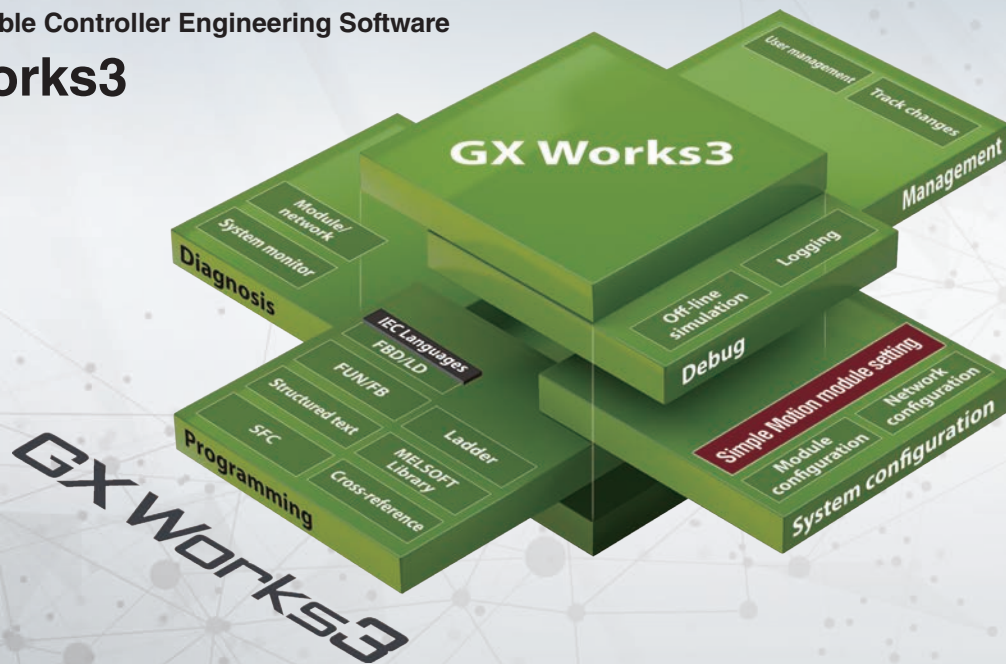 ble Controller Engineering Software
orks3
GX Works3
User management
Track changes
Management
Module/
network
System monitor
Diagnosis
Logging
Off-line
simulation
Debug
IEC Languages
FBD/LD
FUN/FB
Structured text
SFC
Ladder
MELSOFT
Library
Cross-reference
Programming
Simple Motion module setting
Network
configuration
Module
configuration
System configuration
GX Works3